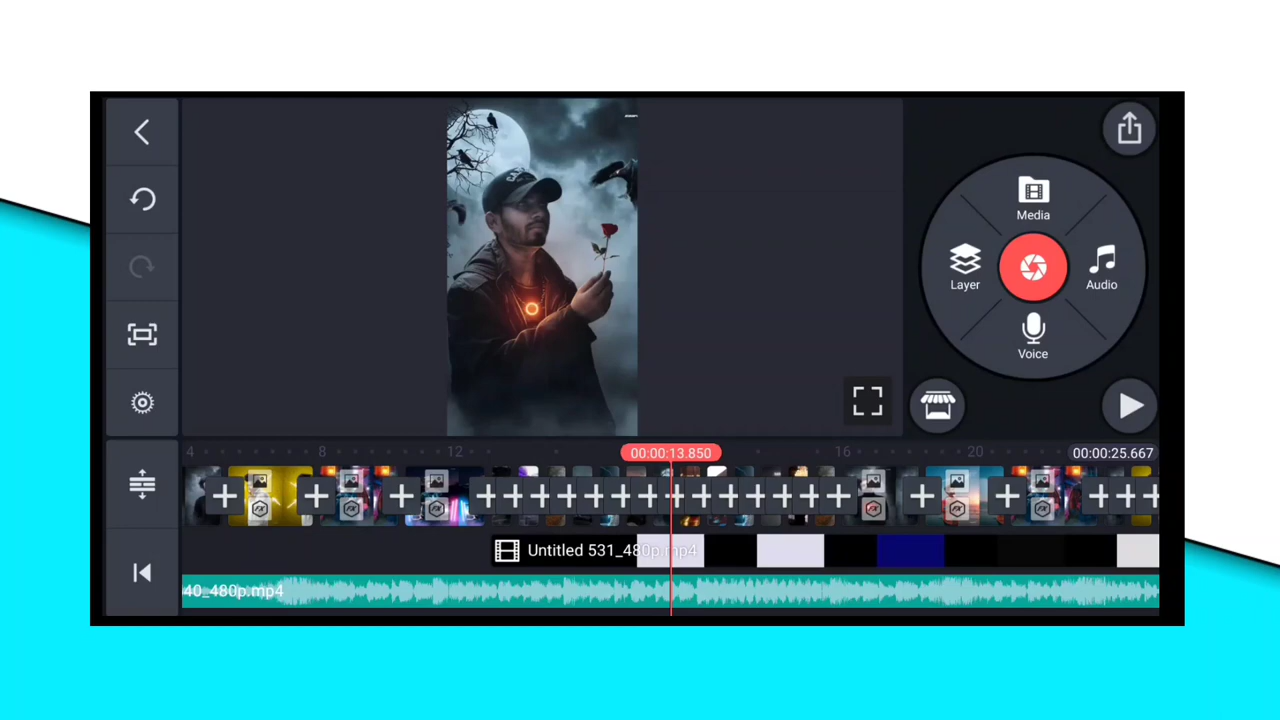 Media
Layer
Audio
Voice
4
8
12
00:00:13.850
16
20
00:00:25.667
Untitled 531_480p.mp4
40_480p.mp4